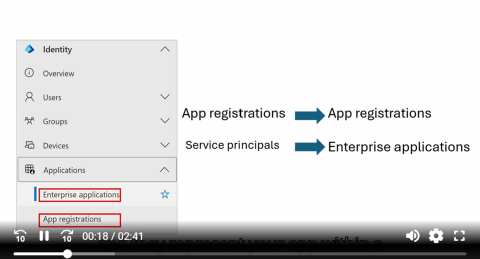 Identity
Overview
Users
Groups
Devices
Applications
Enterprise applications
App registrations
App registrations
App registrations
Service principals
Enterprise applications
10
10
00:18 / 02:41